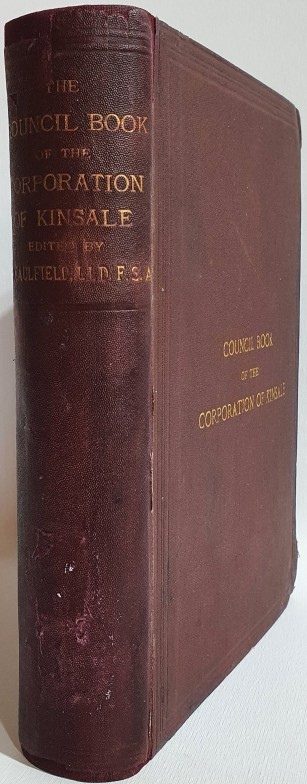 THE
COUNCIL BOOK
OF THE
CORPORATION
OF KINSALE
EDITED BY
CAULFIELD, LL.D. F.S.A
COUNCIL BOOK
OF THE
CORPORATION OF KINSALE